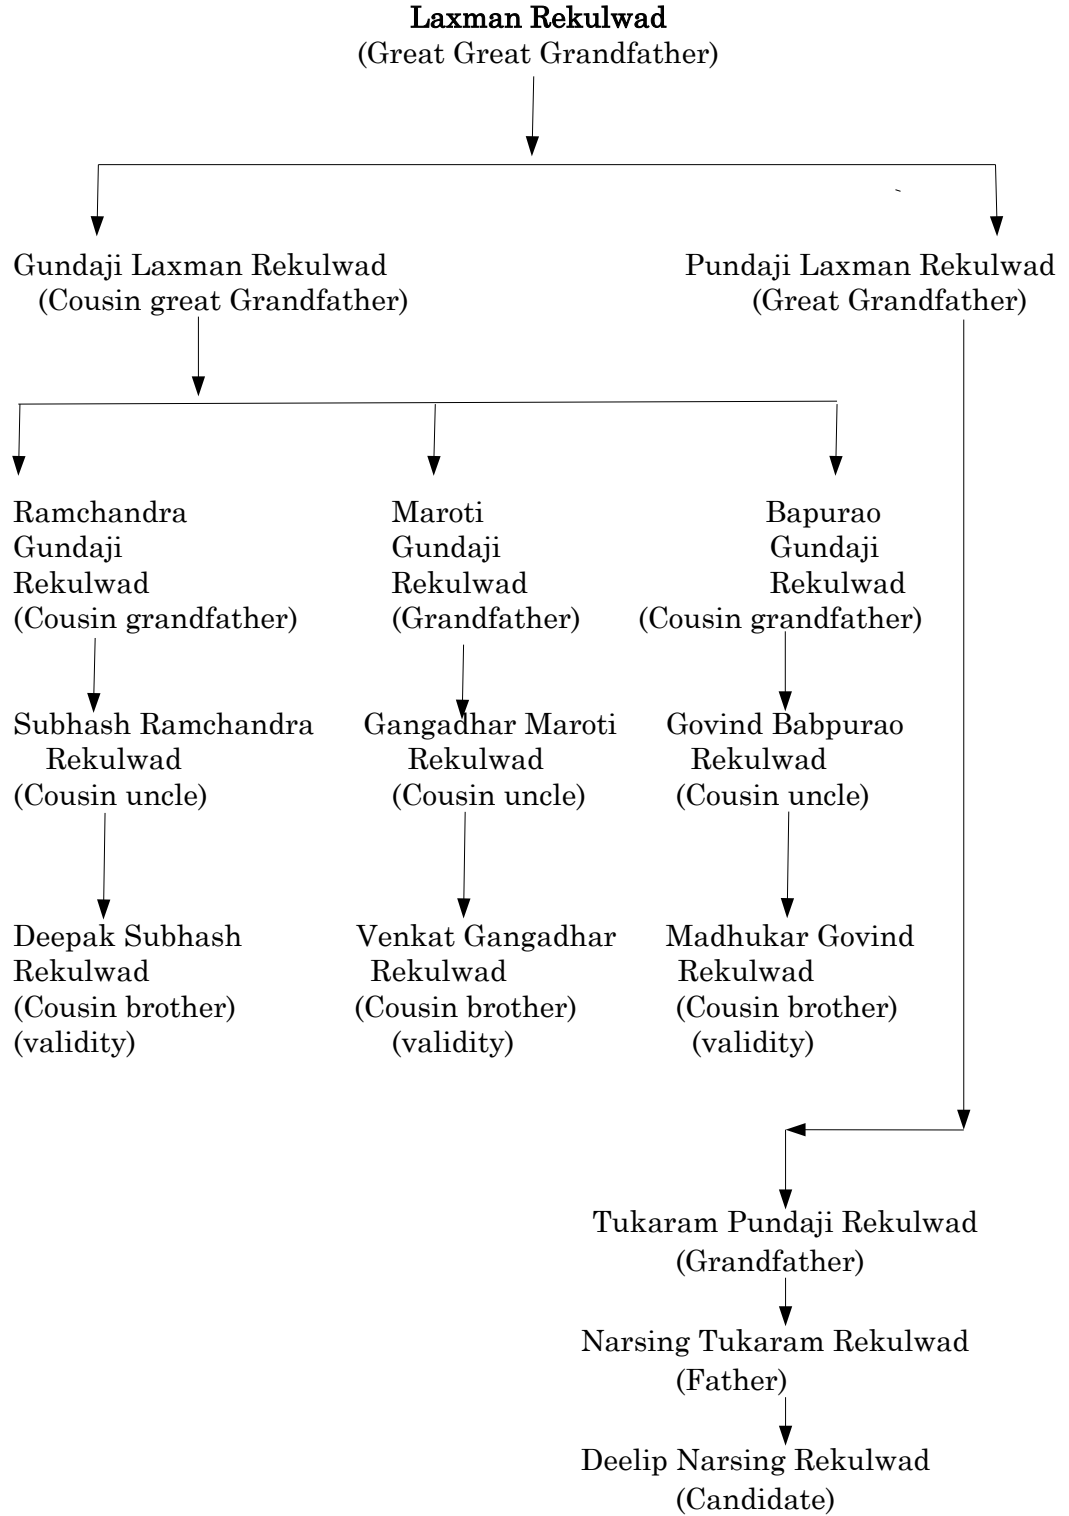 Laxman Rekulwad
(Great Great Grandfather)
Gundaji Laxman Rekulwad
(Cousin great Grandfather)
Pundaji Laxman Rekulwad
(Great Grandfather)
Ramchandra
Gundaji
Rekulwad
(Cousin grandfather)
Maroti
Gundaji
Rekulwad
(Grandfather)
Bapurao
Gundaji
Rekulwad
(Cousin grandfather)
Subhash Ramchandra
Rekulwad
(Cousin uncle)
Gangadhar Maroti
Rekulwad
(Cousin uncle)
Govind Babpurao
Rekulwad
(Cousin uncle)
Deepak Subhash
Rekulwad
(Cousin brother)
(validity)
Venkat Gangadhar
Rekulwad
(Cousin brother)
(validity)
Madhukar Govind
Rekulwad
(Cousin brother)
(validity)
Tukaram Pundaji Rekulwad
(Grandfather)
Narsing Tukaram Rekulwad
(Father)
Deelip Narsing Rekulwad
(Candidate)